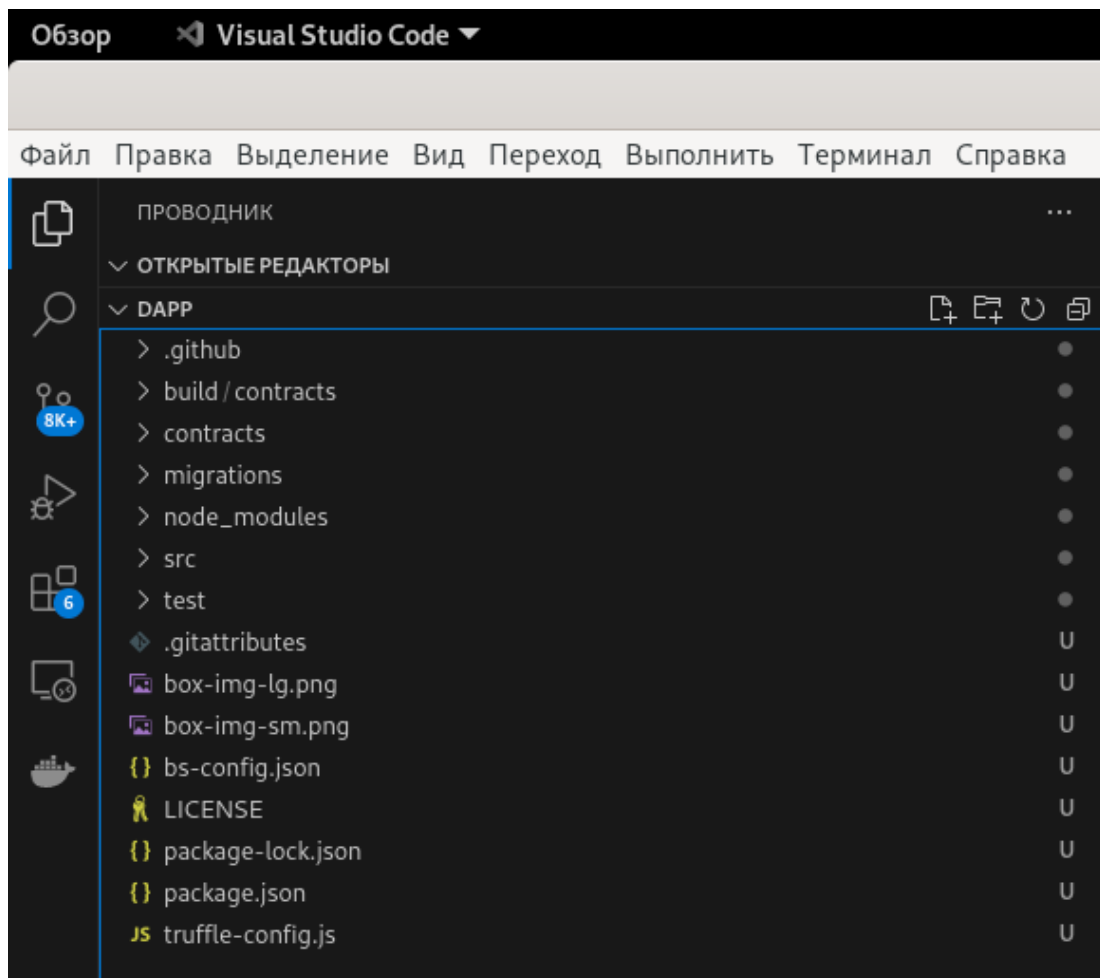 Обзор Visual Studio Code
Файл Правка Выделение Вид Переход Выполнить Терминал Справка
ПРОВОДНИК
ОТКРЫТЫЕ РЕДАКТОРЫ
DAPP
.github
8K+
build / contracts
contracts
migrations
node_modules
src
6
test
.gitattributes U
box-img-lg.png U
box-img-sm.png U
{} bs-config.json U
LICENSE U
{} package-lock.json U
{} package.json U
JS truffle-config.js U